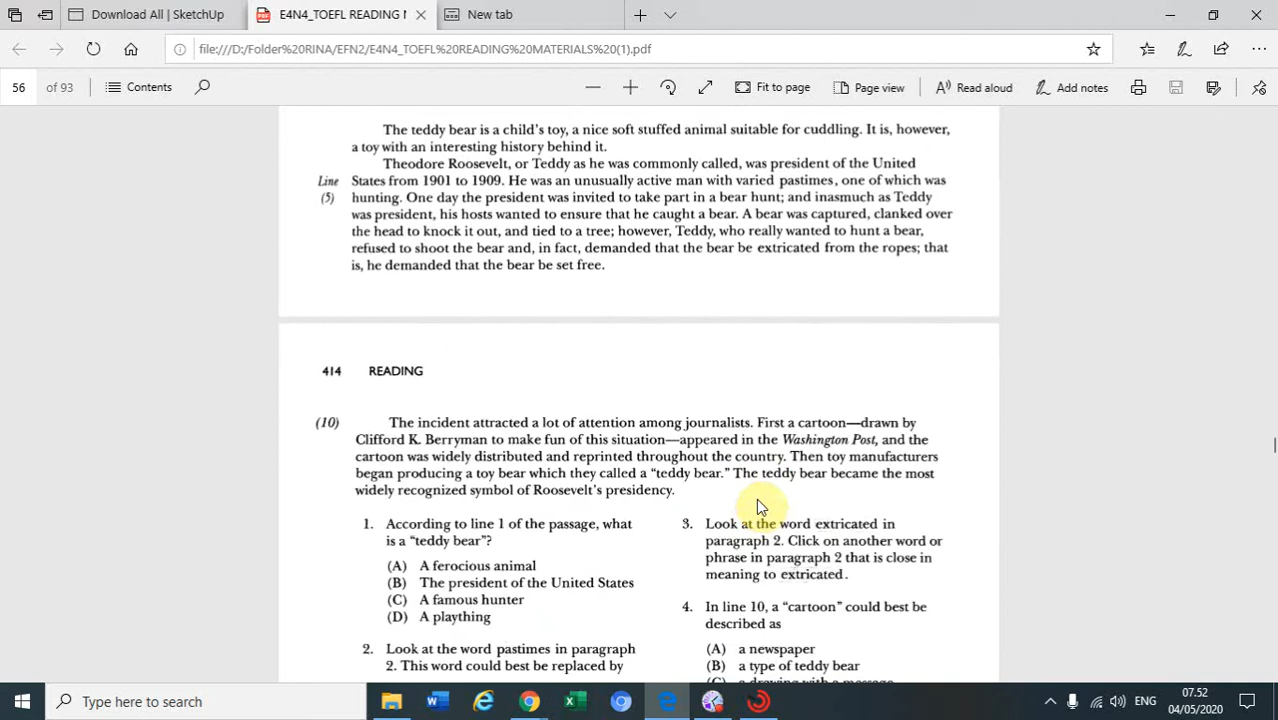 Download All | SketchUp
E4N4_TOEFL READING M
New tab
file:///D:/Folder%20RINA/EFN2/E4N4_TOEFL%20READING%20MATERIALS%20(1).pdf
56 of 93 Contents Fit to page Page view Read aloud Add notes
The teddy bear is a child's toy, a nice soft stuffed animal suitable for cuddling. It is, however,
a toy with an interesting history behind it.
Theodore Roosevelt, or Teddy as he was commonly called, was president of the United
Line States from 1901 to 1909. He was an unusually active man with varied pastimes, one of which was
(5) hunting. One day the president was invited to take part in a bear hunt; and inasmuch as Teddy
was president, his hosts wanted to ensure that he caught a bear. A bear was captured, clanked over
the head to knock it out, and tied to a tree; however, Teddy, who really wanted to hunt a bear,
refused to shoot the bear and, in fact, demanded that the bear be extricated from the ropes; that
is, he demanded that the bear be set free.
414 READING
(10) The incident attracted a lot of attention among journalists. First a cartoon—drawn by
Clifford K. Berryman to make fun of this situation—appeared in the Washington Post, and the
cartoon was widely distributed and reprinted throughout the country. Then toy manufacturers
began producing a toy bear which they called a “teddy bear.” The teddy bear became the most
widely recognized symbol of Roosevelt's presidency.
1. According to line 1 of the passage, what
is a “teddy bear”?
(A) A ferocious animal
(B) The president of the United States
(C) A famous hunter
(D) A plaything
2. Look at the word pastimes in paragraph
2. This word could best be replaced by
3. Look at the word extricated in
paragraph 2. Click on another word or
phrase in paragraph 2 that is close in
meaning to extricated.
4. In line 10, a “cartoon” could best be
described as
(A) a newspaper
(B) a type of teddy bear
(C) a drawing with a message
Type here to search
ENG
07.52
04/05/2020